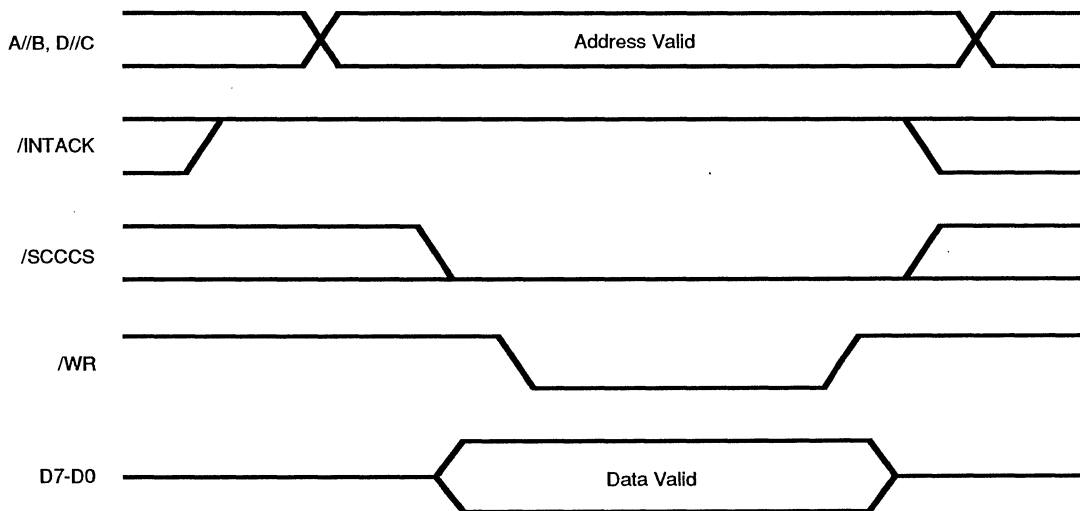 A//B, D//C
Address Valid
/INTACK
/SCCCS
/WR
D7-D0
Data Valid